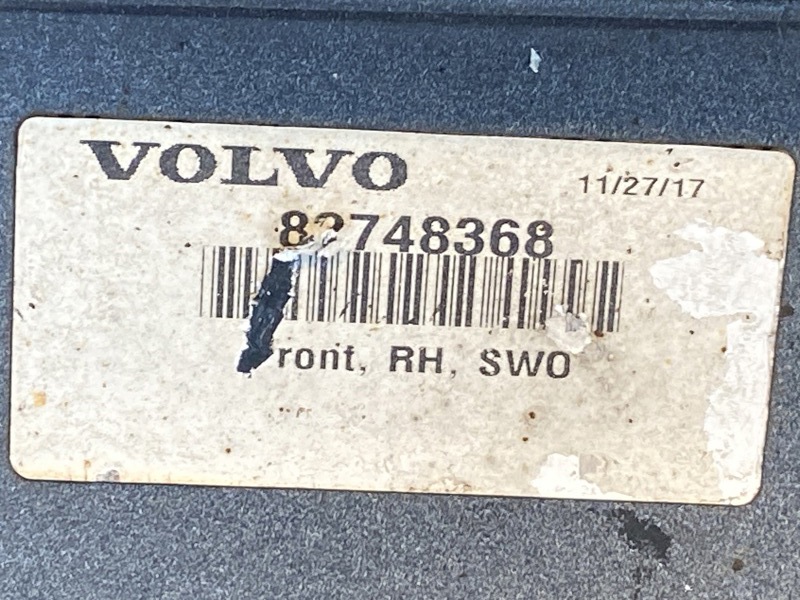 VOLVO
11/27/17
82748368
ront, RH, SWO